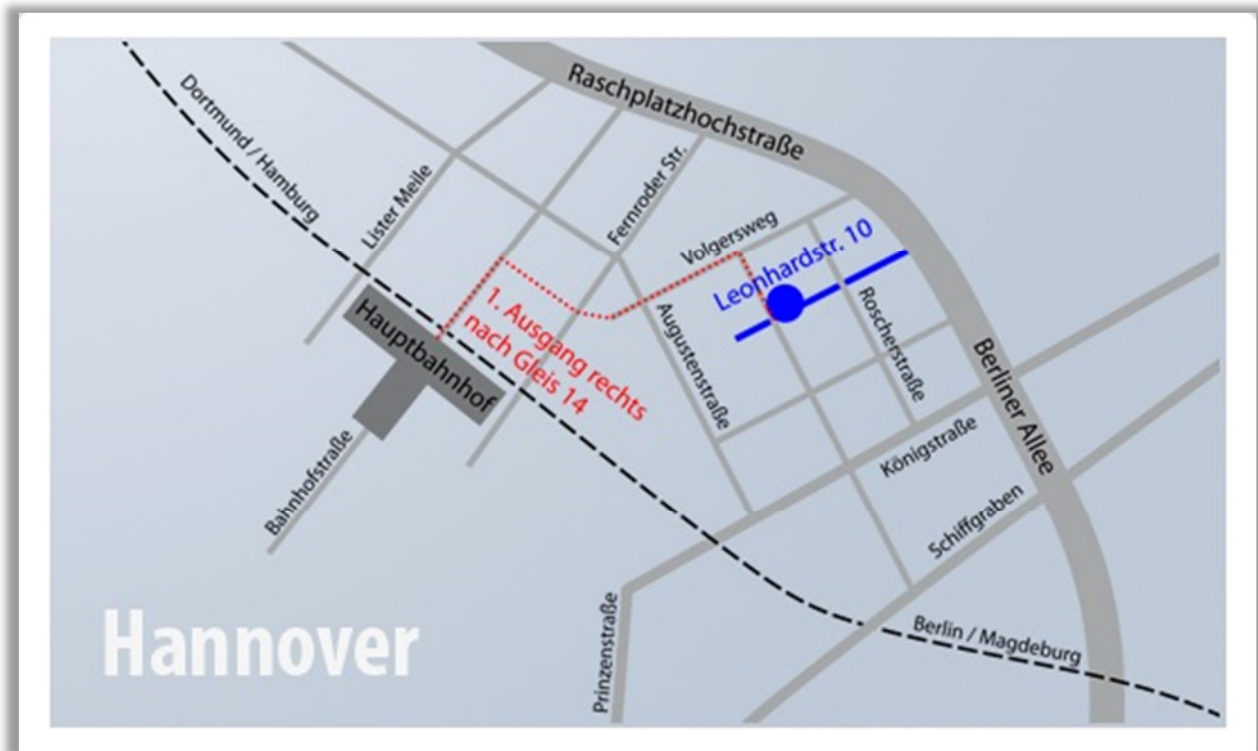 Raschplatzhochstraße
Dortmund / Hamburg
Lister Meile
Fernroder Str.
Volgersweg
Leonhardstr. 10
1. Ausgang rechts
nach Gleis 14
Hauptbahnhof
Augustenstraße
Roscherstraße
Berliner Allee
Bahnhofstraße
Königstraße
Schiffgraben
Prinzenstraße
Berlin / Magdeburg
Hannover